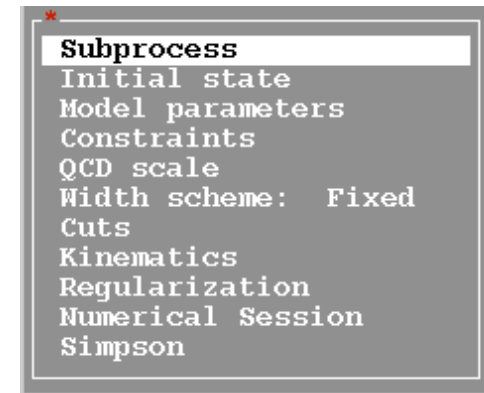 *
Subprocess
Initial state
Model parameters
Constraints
QCD scale
Width scheme:  Fixed
Cuts
Kinematics
Regularization
Numerical Session
Simpson